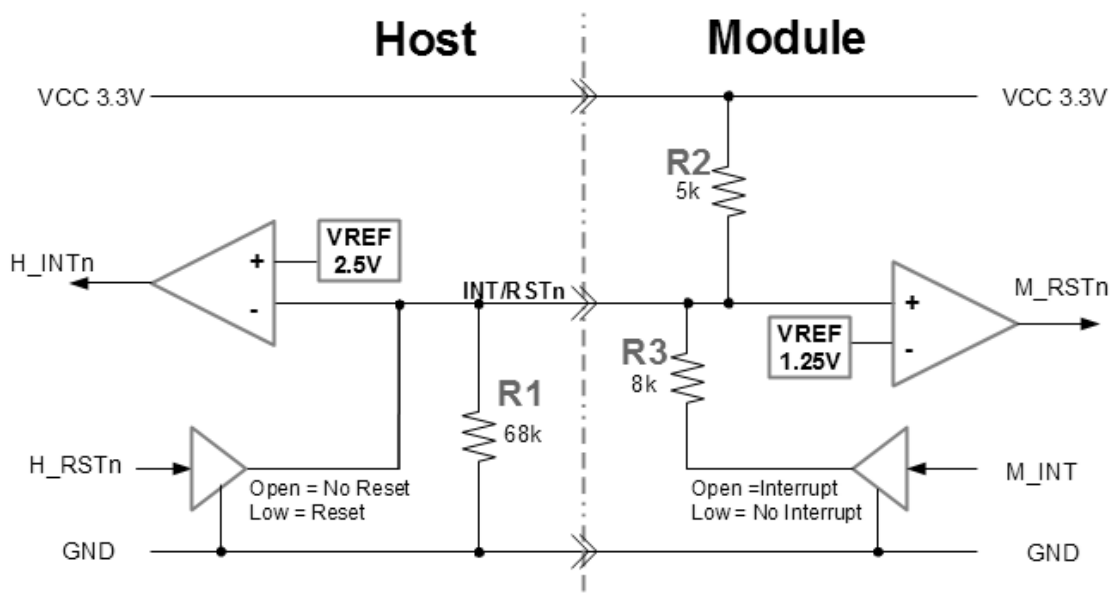 Host
Module
VCC 3.3V
VCC 3.3V
R2
5k
VREF
2.5V
H_INTn
+
-
INT/RSTn
+
-
M_RSTn
VREF
1.25V
R3
8k
R1
68k
H_RSTn
Open = No Reset
Low = Reset
Open =Interrupt
Low = No Interrupt
M_INT
GND
GND